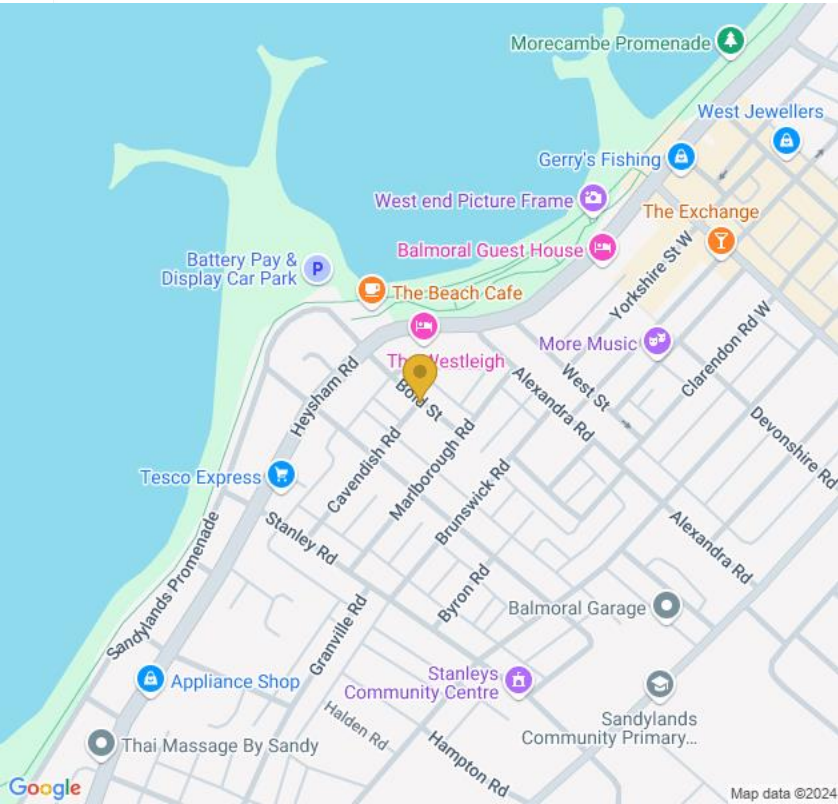 Morecambe Promenade
West Jewellers
Gerry's Fishing
West end Picture Frame
The Exchange
Balmoral Guest House
Yorkshire St W
Battery Pay &
Display Car Park
P
The Beach Cafe
More Music
Clarendon Rd W
The Westleigh
Heysham Rd
West St
Bold St
Alexandra Rd
Devonshire Rd
Cavendish Rd
Marlborough Rd
Tesco Express
Brunswick Rd
Stanley Rd
Alexandra Rd
Sandylands Promenade
Byron Rd
Balmoral Garage
Granville Rd
Appliance Shop
Stanleys
Community Centre
Sandylands
Community Primary...
Halden Rd
Thai Massage By Sandy
Hampton Rd
Google
Map data ©2024